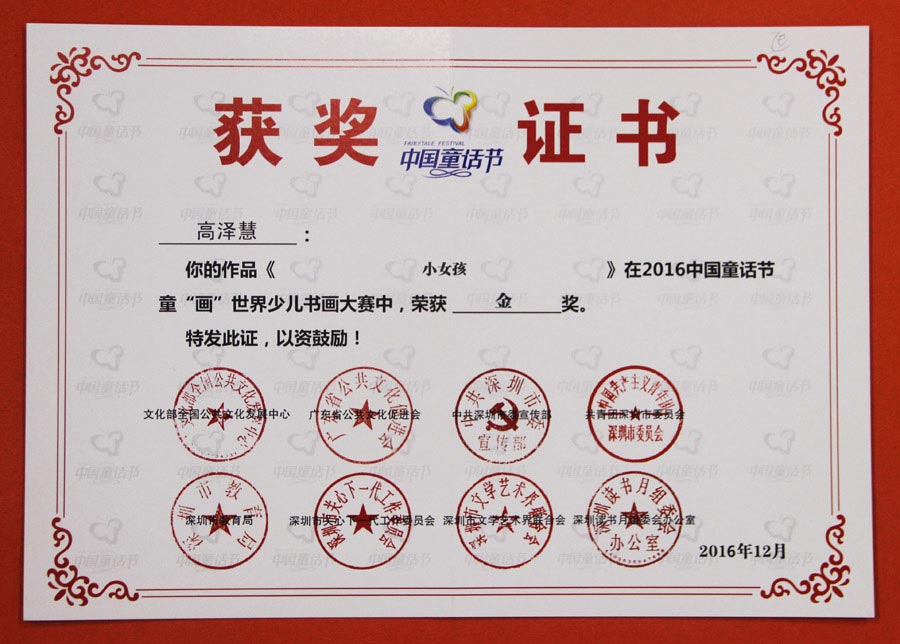 获奖 证书
FAIRYTALE FESTIVAL
中国童话节
高泽慧：
你的作品《 小女孩 》在2016中国童话节
童“画”世界少儿书画大赛中，荣获 金 奖。
特发此证，以资鼓励！
文化部全国公共文化发展中心 广东省公共文化促进会 中共深圳市委宣传部 共青团深圳市委员会
深圳市教育局 深圳市关心下一代工作委员会 深圳市文学艺术界联合会 深圳读书月组委会办公室
2016年12月